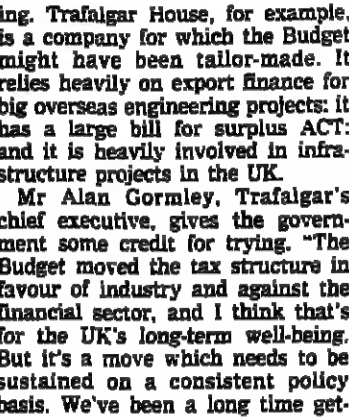 ing. Trafalgar House, for example,
is a company for which the Budget
might have been tailor-made. It
relies heavily on export finance for
big overseas engineering projects: it
has a large bill for surplus ACT:
and it is heavily involved in infra-
structure projects in the UK.
Mr Alan Gormley, Trafalgar's
chief executive, gives the govern-
ment some credit for trying. "The
Budget moved the tax structure in
favour of industry and against the
financial sector, and I think that's
for the UK's long-term well-being.
But it's a move which needs to be
sustained on a consistent policy
basis. We've been a long time get-